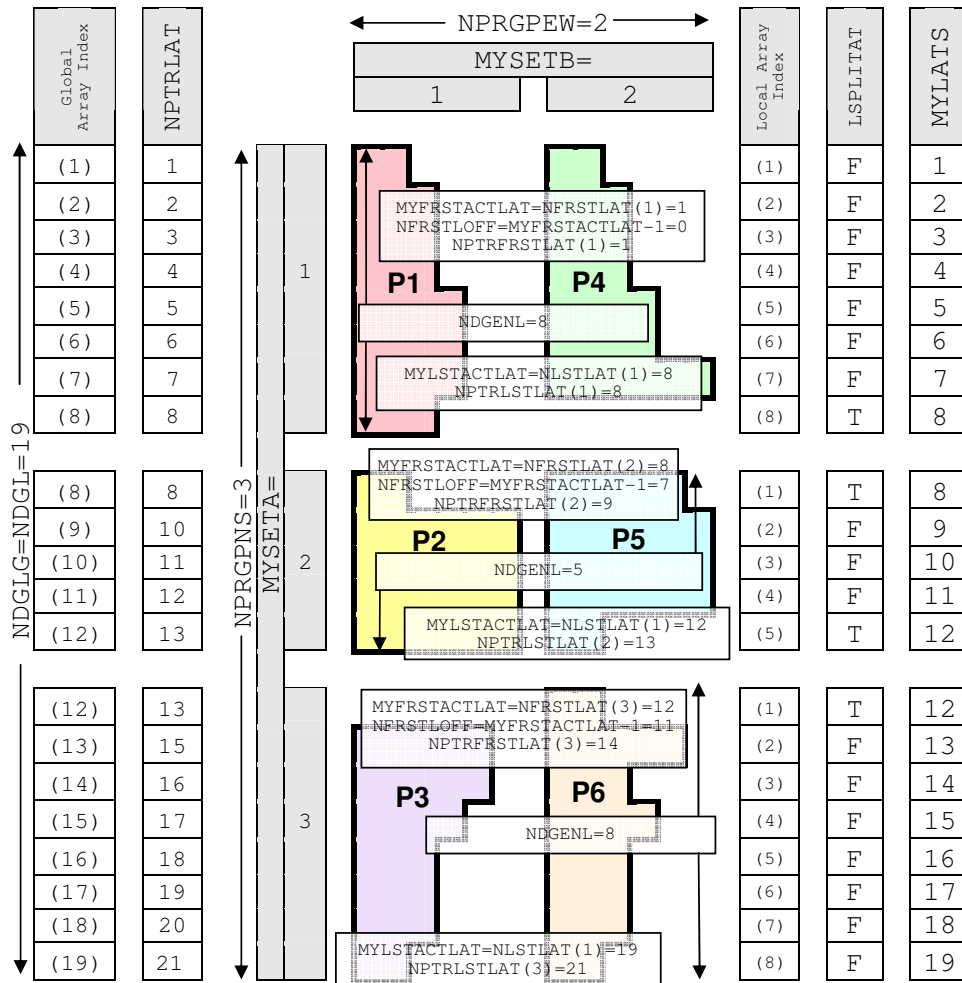 NPRGPEW=2
MYSETB=
1 2
Global Array Index
NPTRLAT
Local Array Index
LSPLITAT
MYLATS
NDGLG=NDGL=19
NPRGPNS=3
MYSETA=
(1) 1 (1) F 1
(2) 2 (2) F 2
(3) 3 (3) F 3
(4) 4 (4) F 4
(5) 5 (5) F 5
(6) 6 (6) F 6
(7) 7 (7) F 7
(8) 8 (8) T 8
1
MYFRSTACTLAT=NFRSTLAT(1)=1
NFRSTLOFF=MYFRSTACTLAT-1=0
NPTRFRSTLAT(1)=1
P1 P4
NDGENL=8
MYLSTACTLAT=NLSTLAT(1)=8
NPTRLSTLAT(1)=8
(8) 8 (1) T 8
(9) 10 (2) F 9
(10) 11 (3) F 10
(11) 12 (4) F 11
(12) 13 (5) T 12
2
MYFRSTACTLAT=NFRSTLAT(2)=8
NFRSTLOFF=MYFRSTACTLAT-1=7
NPTRFRSTLAT(2)=9
P2 P5
NDGENL=5
MYLSTACTLAT=NLSTLAT(1)=12
NPTRLSTLAT(2)=13
(12) 13 (1) T 12
(13) 15 (2) F 13
(14) 16 (3) F 14
(15) 17 (4) F 15
(16) 18 (5) F 16
(17) 19 (6) F 17
(18) 20 (7) F 18
(19) 21 (8) F 19
3
MYFRSTACTLAT=NFRSTLAT(3)=12
NFRSTLOFF=MYFRSTACTLAT-1=11
NPTRFRSTLAT(3)=14
P3 P6
NDGENL=8
MYLSTACTLAT=NLSTLAT(1)=19
NPTRLSTLAT(3)=21